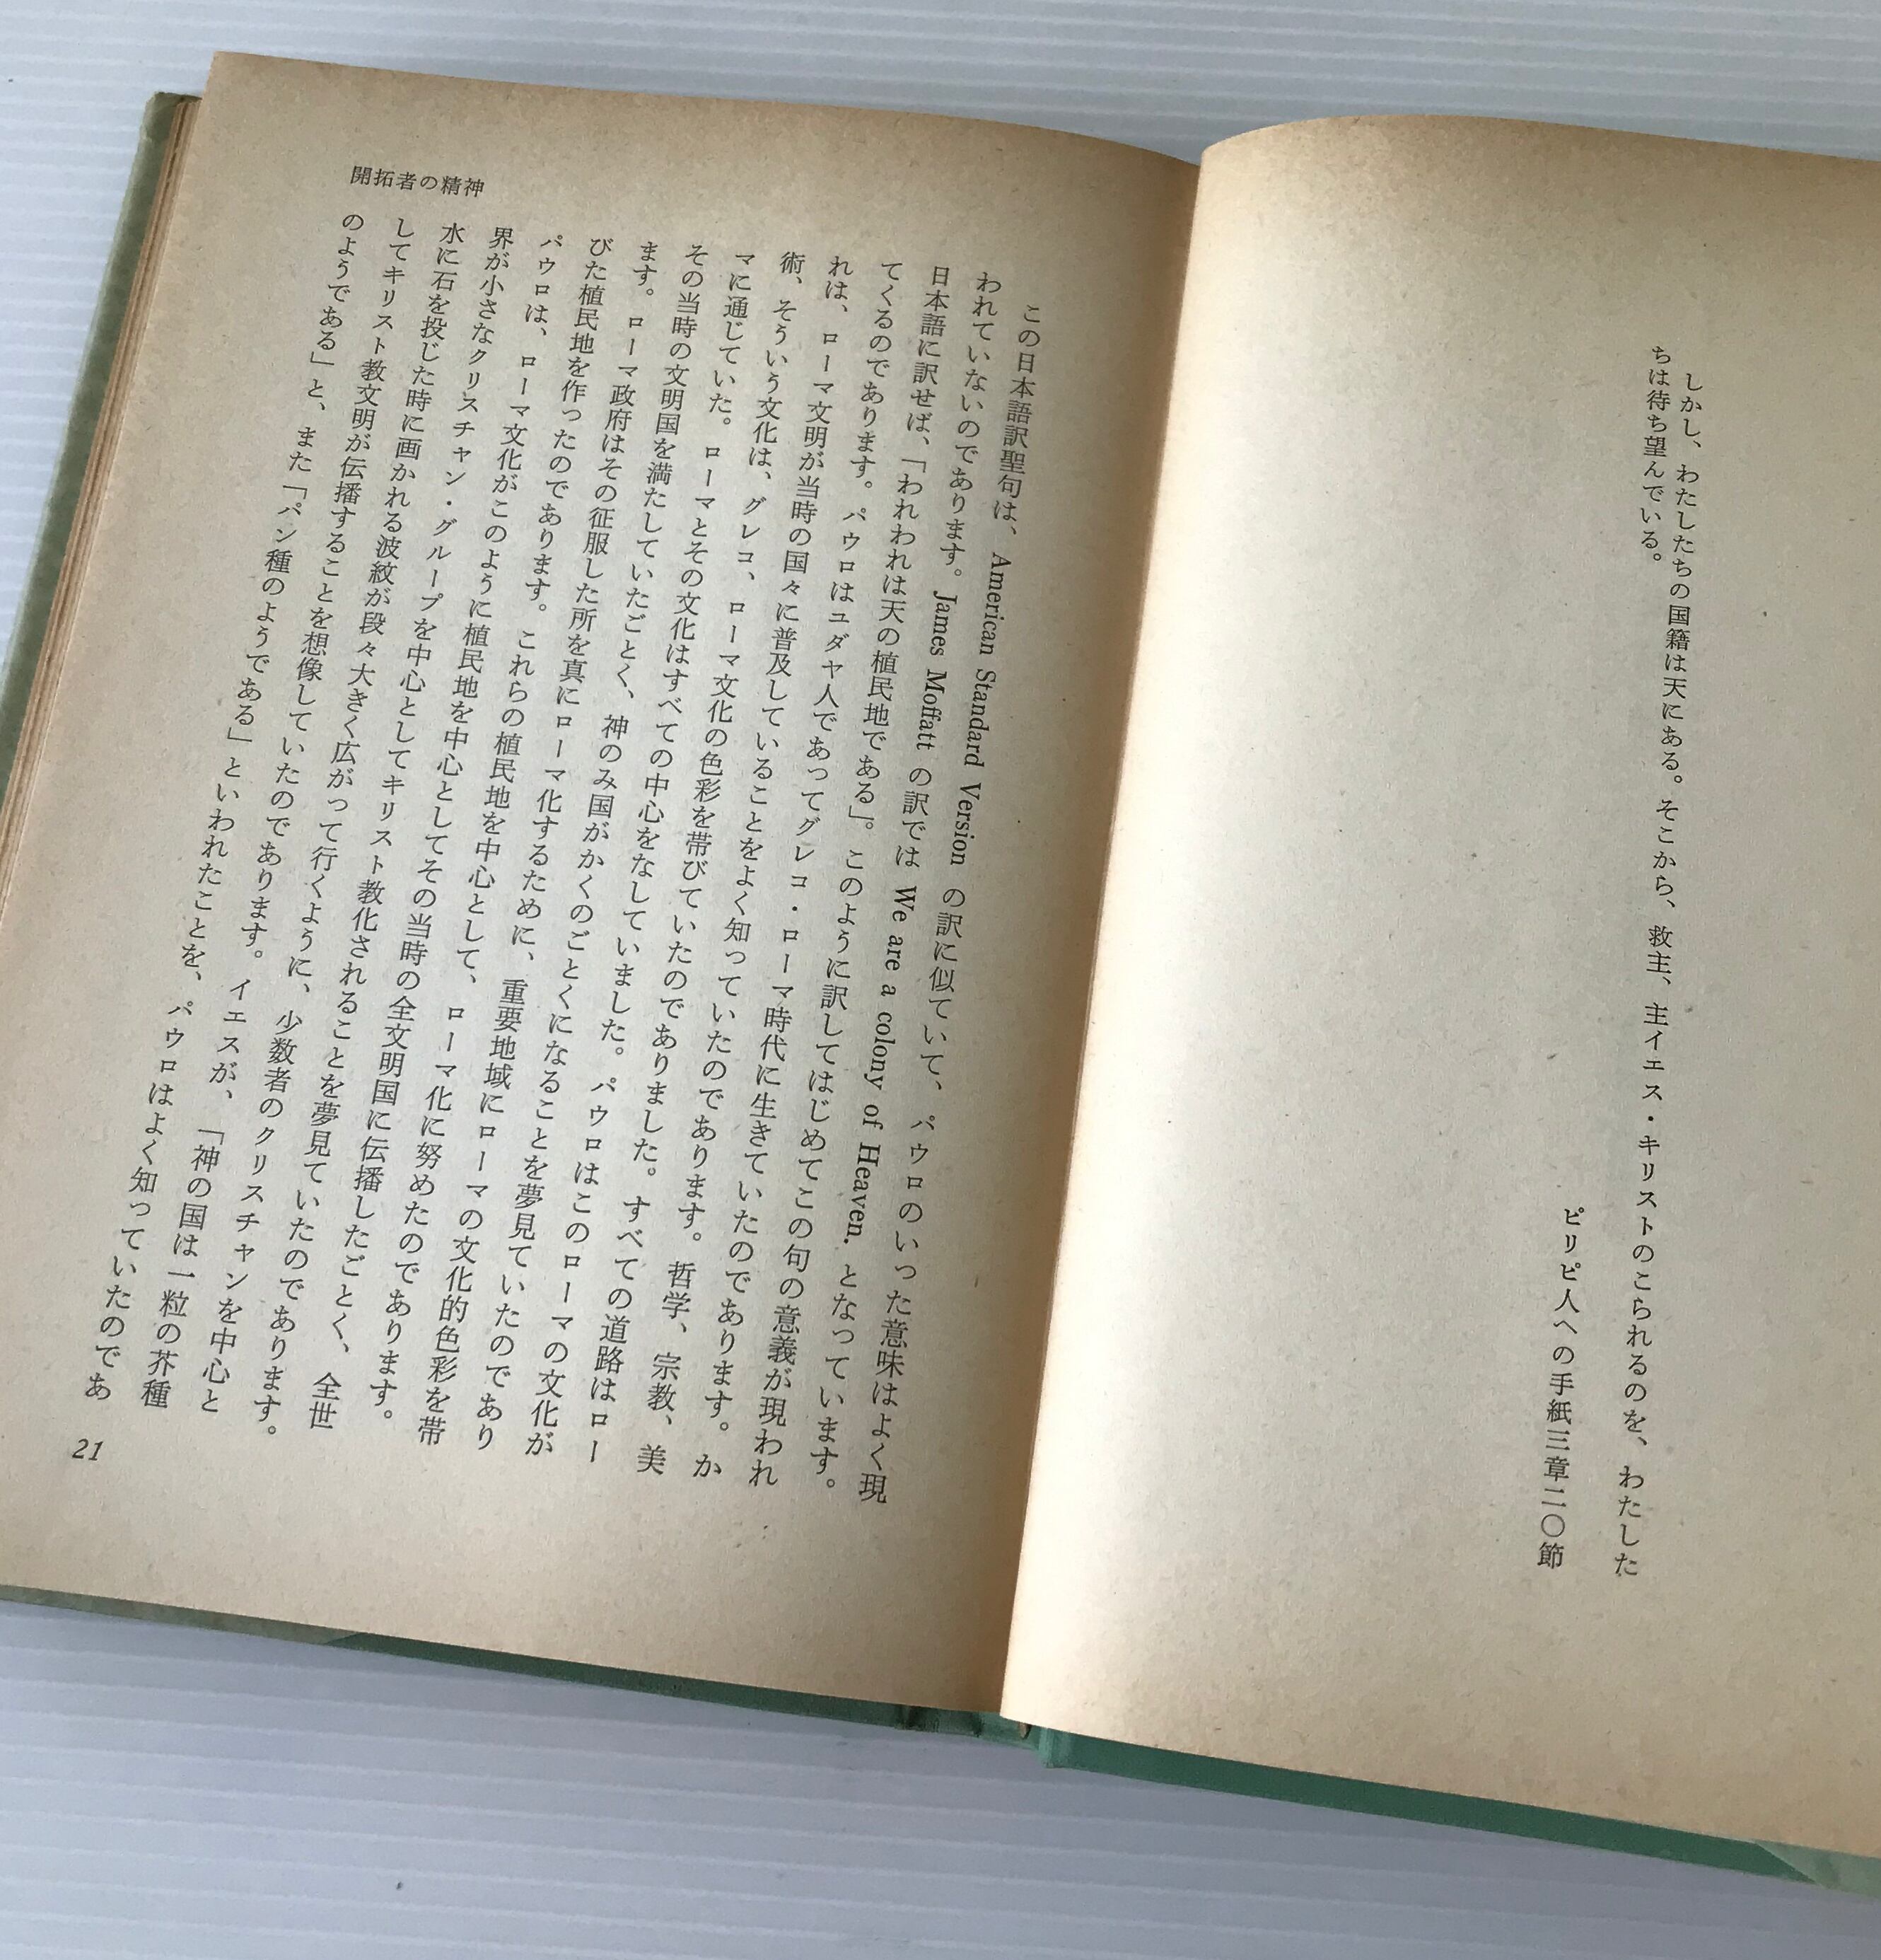 しかし、わたしたちの国籍は天にある。そこから、救主、主イエス・キリストのこられるのを、わたした
ちは待ち望んでいる。
ピリピ人への手紙三章二〇節
開拓者の精神
この日本語訳聖句は、American Standard Version の訳に似ていて、パウロのいった意味はよく現
われていないのであります。James Moffatt の訳では We are a colony of Heaven. となっています。
日本語に訳せば、「われわれは天の植民地である」。このように訳してはじめてこの句の意義が現われ
てくるのであります。パウロはユダヤ人であってグレコ・ローマ時代に生きていたのであります。か
れは、ローマ文明が当時の国々に普及していることをよく知っていたのであります。哲学、宗教、美
術、そういう文化は、グレコ、ローマ文化の色彩を帯びていたのでありました。すべての道路はロー
マに通じていた。ローマとその文化はすべての中心をなしていました。パウロはこのローマの文化が
その当時の文明国を満たしていたごとく、神のみ国がかくのごとくになることを夢見ていたのであり
ます。ローマ政府はその征服した所を真にローマ化するために、重要地域にローマの文化的色彩を帯
びた植民地を作ったのであります。これらの植民地を中心として、ローマ化に努めたのであります。
パウロは、ローマ文化がこのように植民地を中心としてその当時の全文明国に伝播したごとく、全世
界が小さなクリスチャン・グループを中心としてキリスト教化されることを夢見ていたのであります。
水に石を投じた時に画かれる波紋が段々大きく広がって行くように、少数者のクリスチャンを中心と
してキリスト教文明が伝播することを想像していたのであります。イエスが、「神の国は一粒の芥種
のようである」と、また「パン種のようである」といわれたことを、パウロはよく知っていたのであ
21